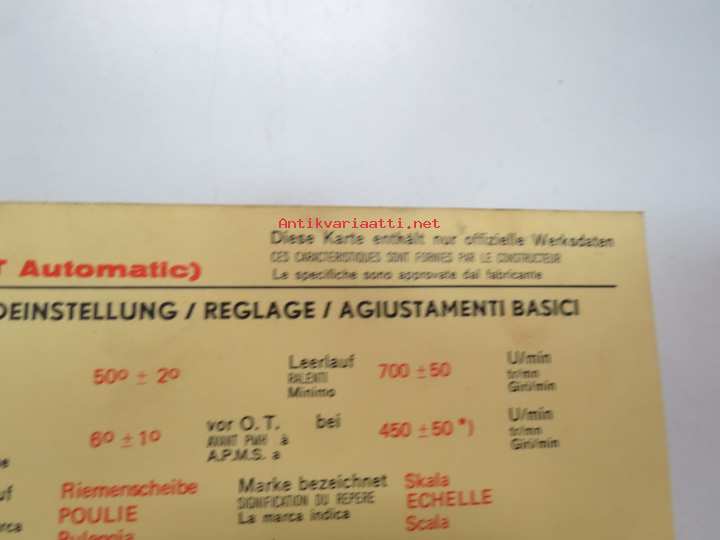 Antikvariaatti.net
Diese Karte enthält nur offizielle Werksdaten
CES CARACTERISTIQUES SONT FORNIES PAR LE CONSTRUCTEUR
Le specifiche sono approvate dal fabricante
T Automatic)
DEINSTELLUNG / REGLAGE / AGIUSTAMENTI BASICI
50° ± 2°
Leerlauf
RALENTI
Minimo
700 ± 50
U/min
tr/mn
Giri/min
6° ± 1°
vor O. T. bei
AVANT PMH à
A.P.M.S. a
450 ± 50 *)
U/min
tr/mn
Giri/min
Riemenscheibe
POULIE
Puleggia
Marke bezeichnet
SIGNIFICATION DU REPERE
La marca indica
Skala
ECHELLE
Scala